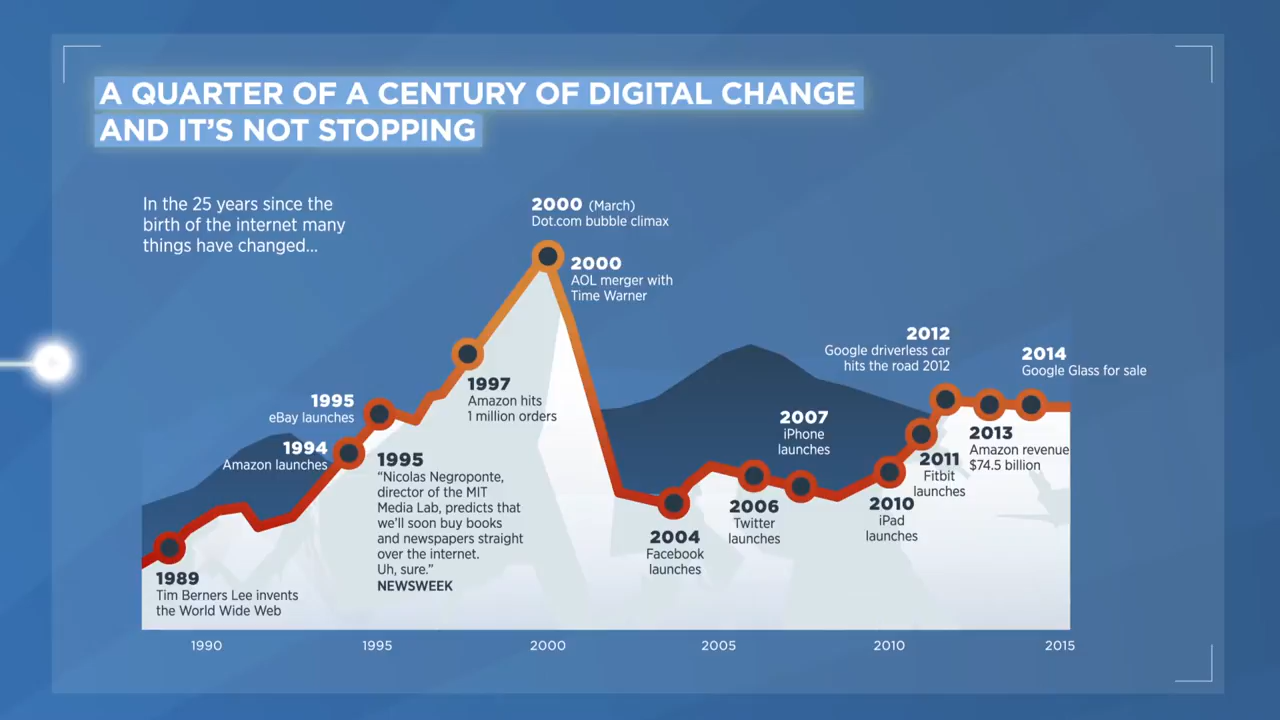 A QUARTER OF A CENTURY OF DIGITAL CHANGE
AND IT'S NOT STOPPING
In the 25 years since the
birth of the internet many
things have changed...
1989
Tim Berners Lee invents
the World Wide Web
1994
Amazon launches
1995
eBay launches
1995
“Nicolas Negroponte,
director of the MIT
Media Lab, predicts that
we'll soon buy books
and newspapers straight
over the internet.
Uh, sure.”
NEWSWEEK
1997
Amazon hits
1 million orders
2000 (March)
Dot.com bubble climax
2000
AOL merger with
Time Warner
2004
Facebook
launches
2006
Twitter
launches
2007
iPhone
launches
2010
iPad
launches
2011
Fitbit
launches
2012
Google driverless car
hits the road 2012
2013
Amazon revenue
$74.5 billion
2014
Google Glass for sale
1990 1995 2000 2005 2010 2015